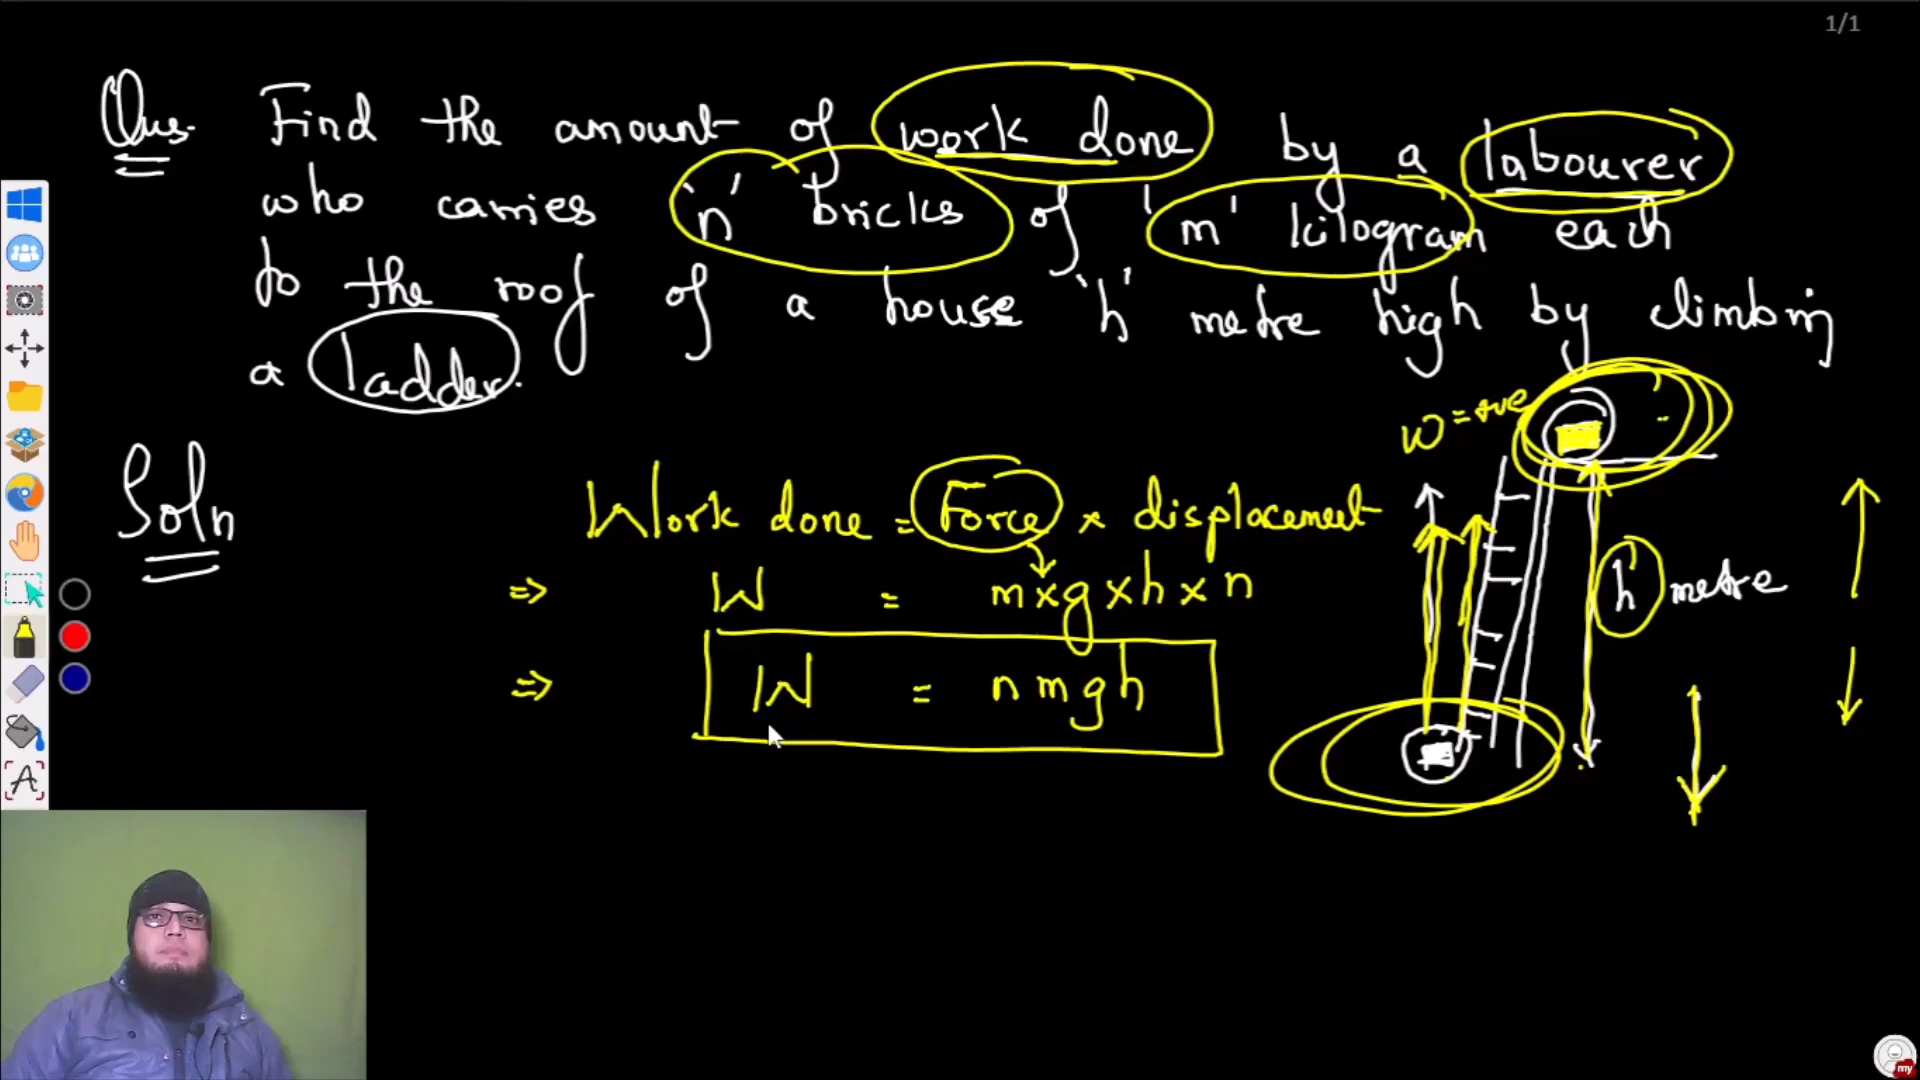 1/1
Ques. Find the amount of work done by a labourer
who carries 'n' bricks of 'm' kilogram each
to the roof of a house 'h' metre high by climbing
a ladder.
w = +ve
Soln
Work done = Force × displacement
⇒ W = m × g × h × n
h metre
⇒ W = n m g h
my